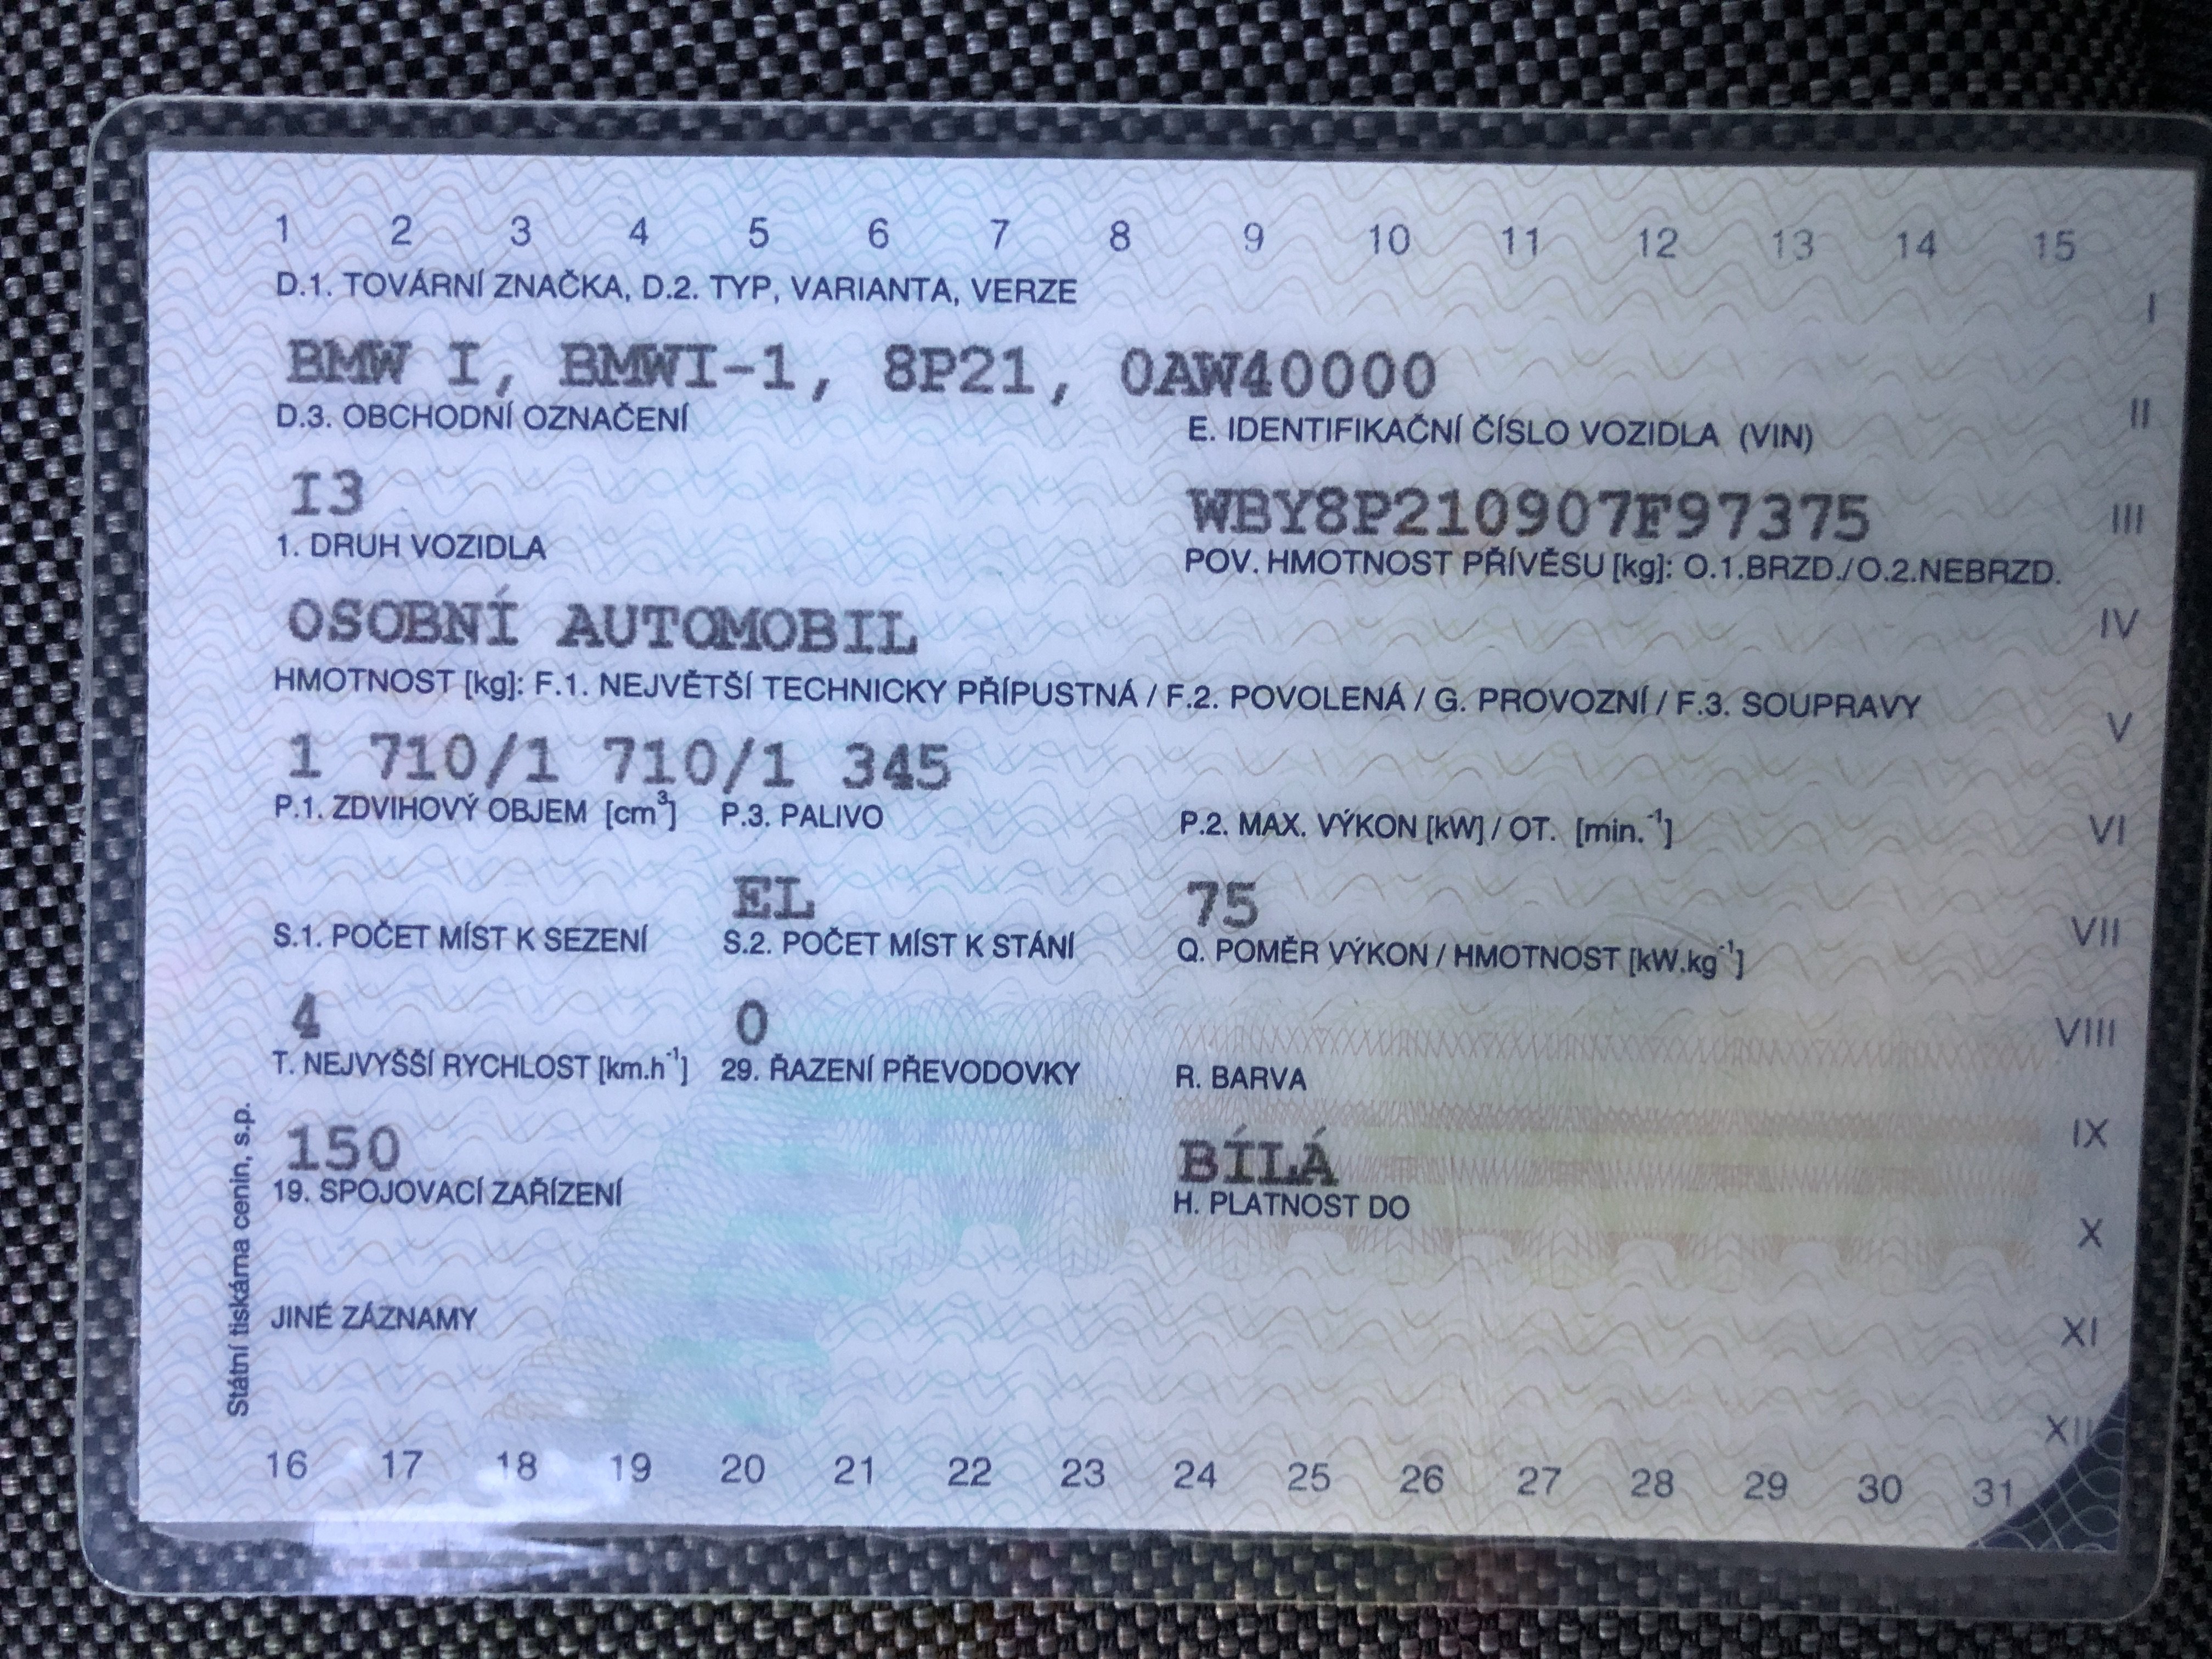 1 2 3 4 5 6 7 8 9 10 11 12 13 14 15
D.1. TOVÁRNÍ ZNAČKA, D.2. TYP, VARIANTA, VERZE
I
BMW I, BMWI-1, 8P21, 0AW40000
D.3. OBCHODNÍ OZNAČENÍ E. IDENTIFIKAČNÍ ČÍSLO VOZIDLA (VIN)
II
I3 WBY8P210907F97375
III
1. DRUH VOZIDLA POV. HMOTNOST PŘÍVĚSU [kg]: O.1.BRZD./O.2.NEBRZD.
OSOBNÍ AUTOMOBIL
IV
HMOTNOST [kg]: F.1. NEJVĚTŠÍ TECHNICKY PŘÍPUSTNÁ / F.2. POVOLENÁ / G. PROVOZNÍ / F.3. SOUPRAVY
V
1 710/1 710/1 345
P.1. ZDVIHOVÝ OBJEM [cm³] P.3. PALIVO P.2. MAX. VÝKON [kW] / OT. [min.⁻¹]
VI
EL 75
S.1. POČET MÍST K SEZENÍ S.2. POČET MÍST K STÁNÍ Q. POMĚR VÝKON / HMOTNOST [kW.kg⁻¹]
VII
4 0
VIII
T. NEJVYŠŠÍ RYCHLOST [km.h⁻¹] 29. ŘAZENÍ PŘEVODOVKY R. BARVA
150 BÍLÁ
IX
19. SPOJOVACÍ ZAŘÍZENÍ H. PLATNOST DO
X
JINÉ ZÁZNAMY
XI
XII
Státní tiskárna cenin, s.p.
16 17 18 19 20 21 22 23 24 25 26 27 28 29 30 31